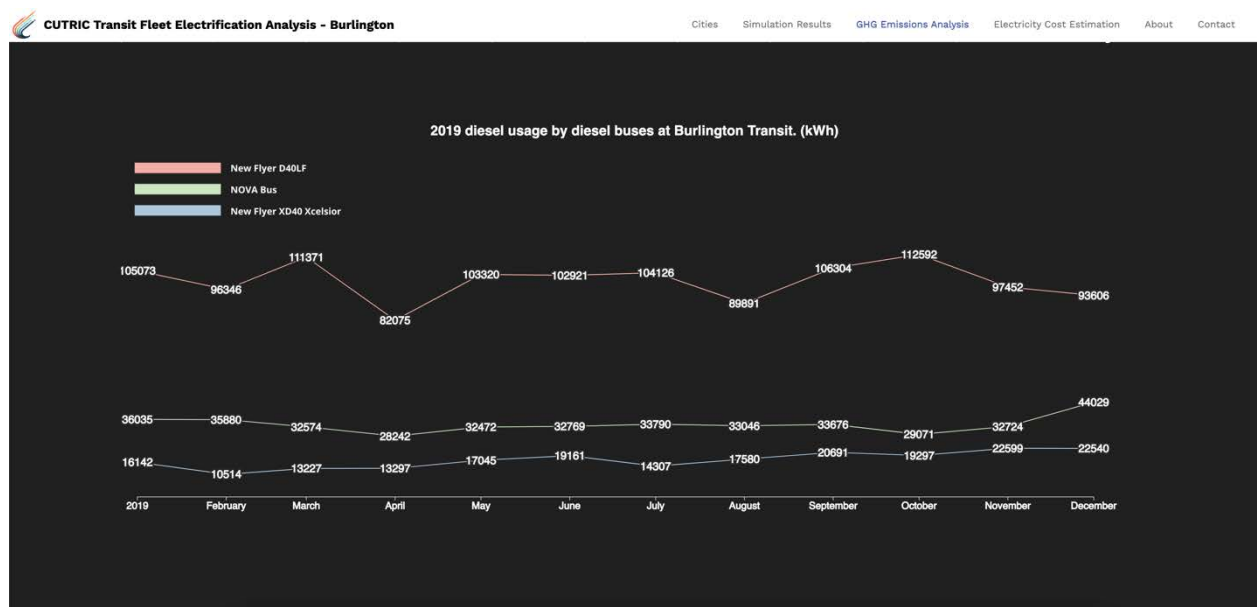 CUTRIC Transit Fleet Electrification Analysis - Burlington Cities Simulation Results GHG Emissions Analysis Electricity Cost Estimation About Contact
2019 diesel usage by diesel buses at Burlington Transit. (kWh)
New Flyer D40LF
NOVA Bus
New Flyer XD40 Xcelsior
105073 96346 111371 82075 103320 102921 104126 89891 106304 112592 97452 93606
36035 35880 32574 28242 32472 32769 33790 33046 33676 29071 32724 44029
16142 10514 13227 13297 17045 19161 14307 17580 20691 19297 22599 22540
2019 February March April May June July August September October November December